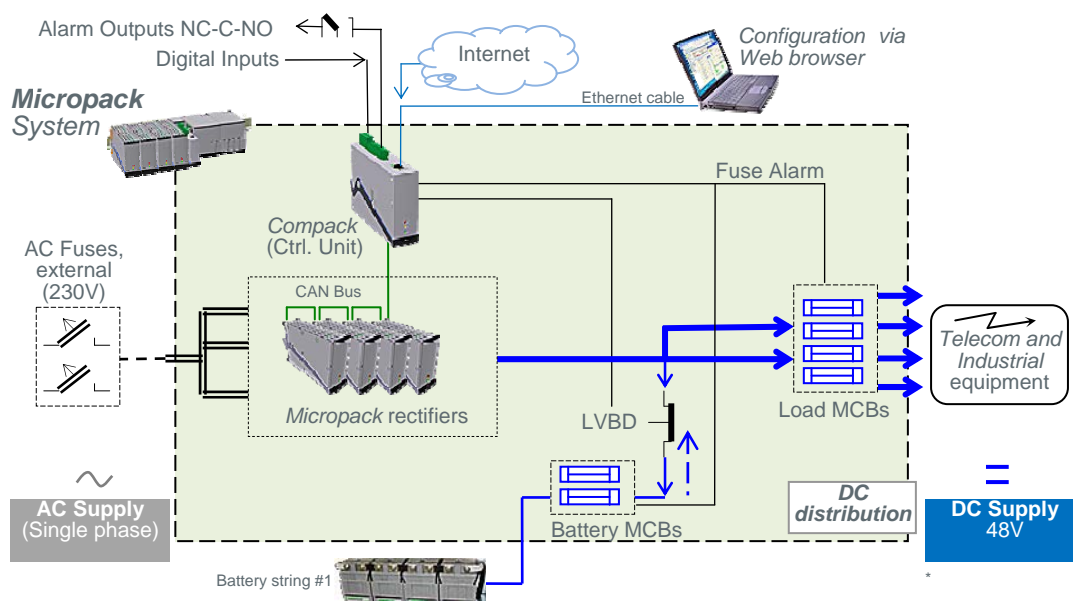 Alarm Outputs NC-C-NO
Digital Inputs
Internet
Configuration via
Web browser
Ethernet cable
Micropack
System
Fuse Alarm
Compack
(Ctrl. Unit)
AC Fuses,
external
(230V)
CAN Bus
Micropack rectifiers
LVBD
Load MCBs
Telecom and
Industrial
equipment
Battery MCBs
DC
distribution
AC Supply
(Single phase)
DC Supply
48V
Battery string #1
*